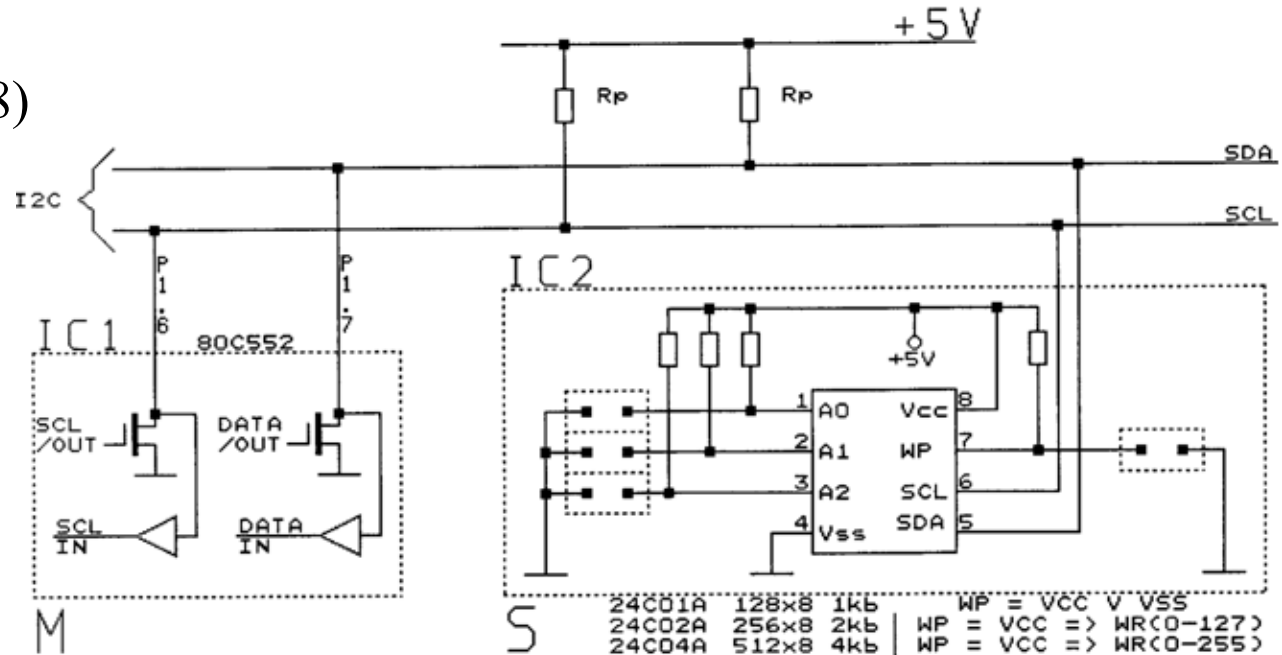 +5V
8)
Rp
Rp
SDA
I2C
SCL
P1.6
P1.7
IC2
IC1
80C552
+5V
SCL
/OUT
DATA
/OUT
1 A0 Vcc 8
2 A1 WP 7
3 A2 SCL 6
4 Vss SDA 5
SCL
IN
DATA
IN
M
S
24C01A 128x8 1kb WP = VCC V VSS
24C02A 256x8 2kb | WP = VCC => WR(0-127)
24C04A 512x8 4kb | WP = VCC => WR(0-255)